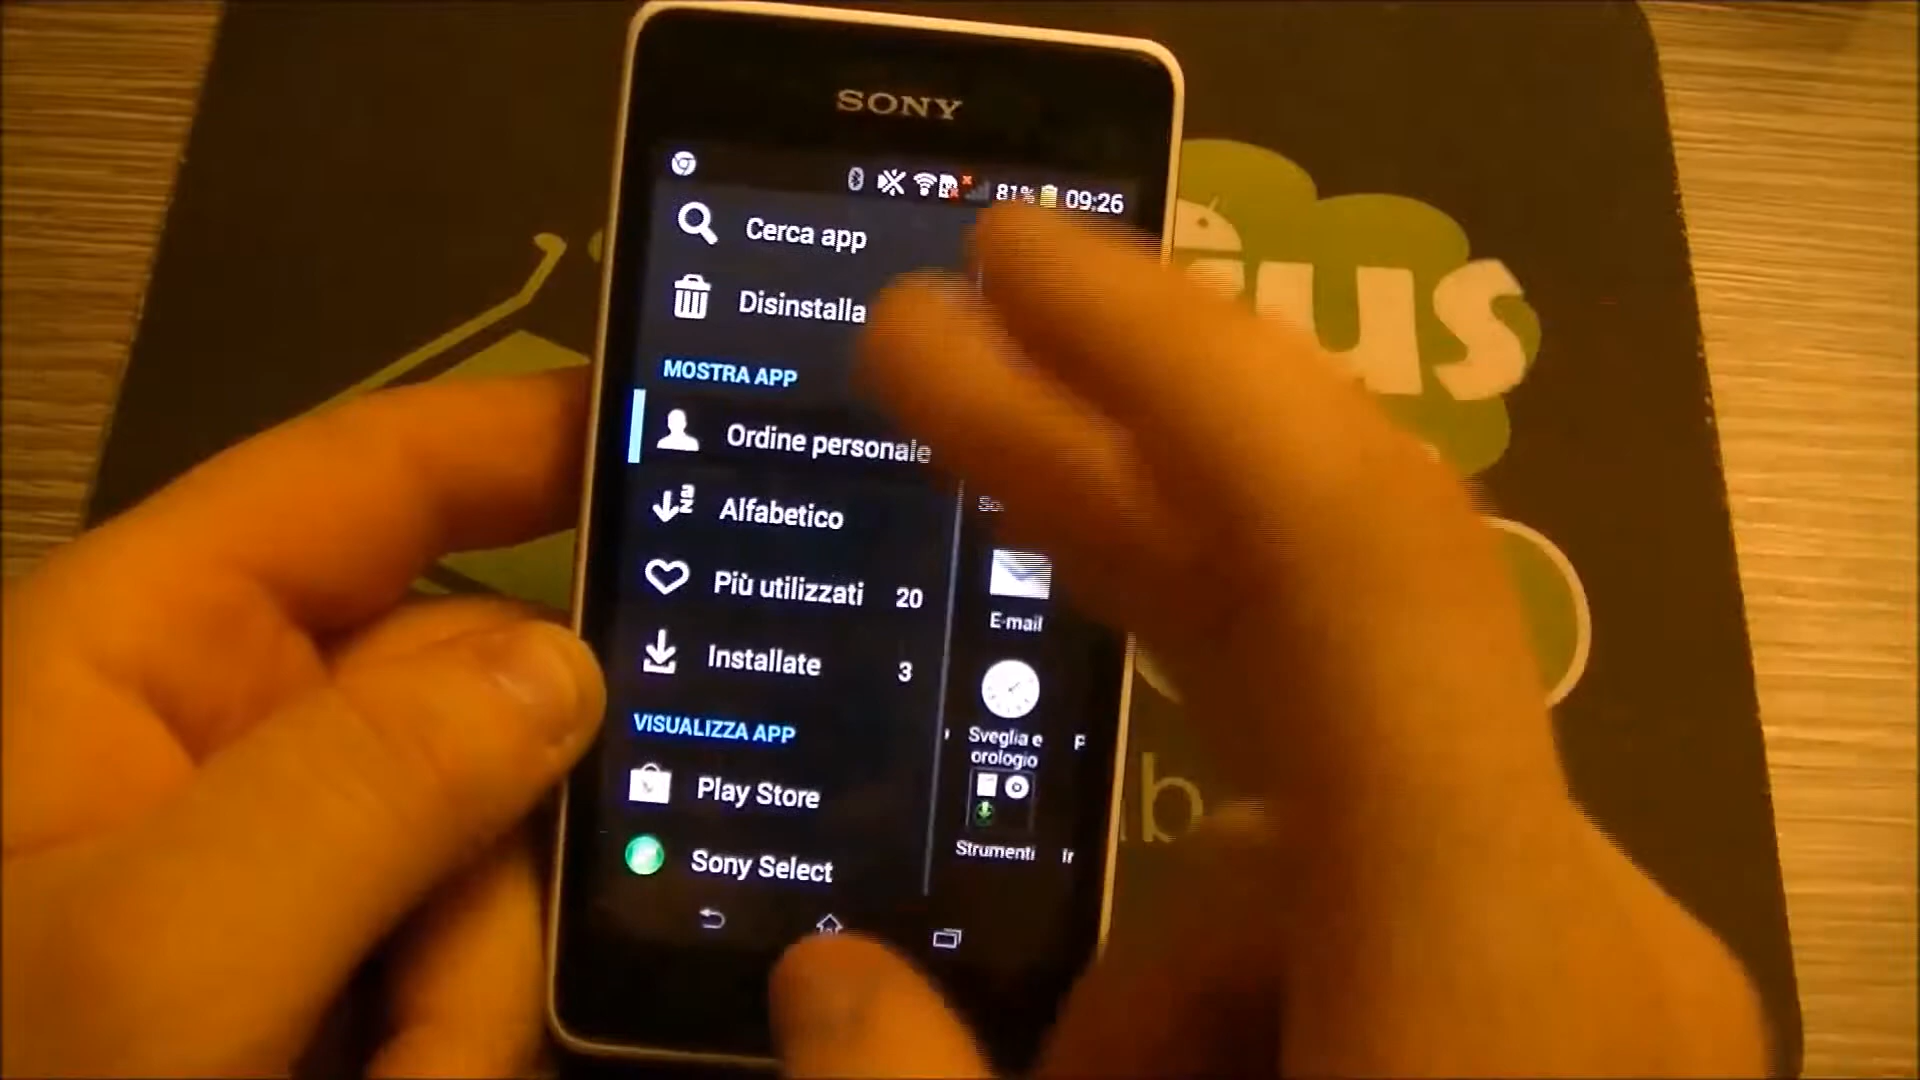 SONY
81% 09:26
Cerca app
Disinstalla
MOSTRA APP
Ordine personale
Alfabetico
Più utilizzati 20
Installate 3
VISUALIZZA APP
Play Store
Sony Select
E-mail
Sveglia e
orologio
Strumenti
us